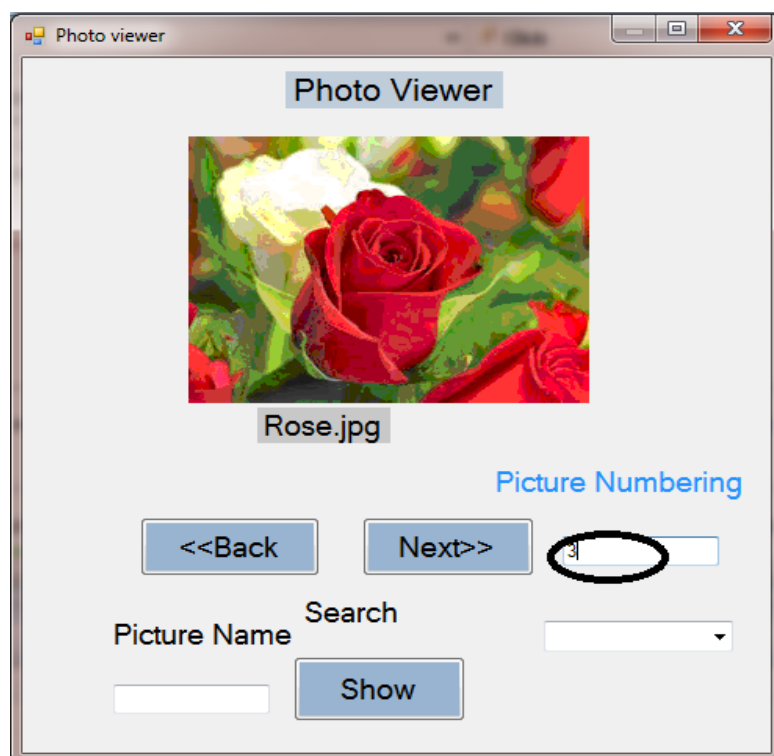 Photo viewer
Photo Viewer
Rose.jpg
Picture Numbering
<<Back
Next>>
3
Search
Picture Name
Show